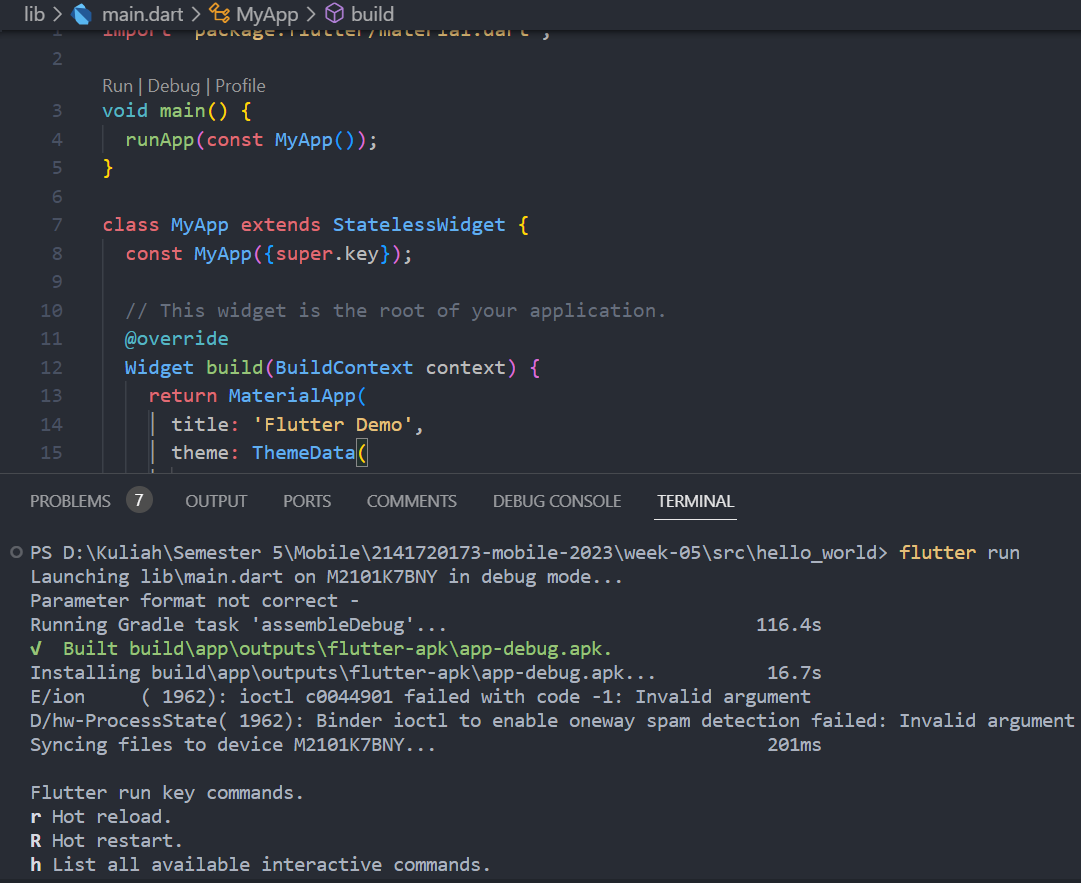 lib > main.dart > MyApp > build
1 import 'package:flutter/material.dart';
2
Run | Debug | Profile
3 void main() {
4 runApp(const MyApp());
5 }
6
7 class MyApp extends StatelessWidget {
8 const MyApp({super.key});
9
10 // This widget is the root of your application.
11 @override
12 Widget build(BuildContext context) {
13 return MaterialApp(
14 title: 'Flutter Demo',
15 theme: ThemeData(
PROBLEMS 7 OUTPUT PORTS COMMENTS DEBUG CONSOLE TERMINAL
PS D:\Kuliah\Semester 5\Mobile\2141720173-mobile-2023\week-05\src\hello_world> flutter run
Launching lib\main.dart on M2101K7BNY in debug mode...
Parameter format not correct -
Running Gradle task 'assembleDebug'... 116.4s
√ Built build\app\outputs\flutter-apk\app-debug.apk.
Installing build\app\outputs\flutter-apk\app-debug.apk... 16.7s
E/ion ( 1962): ioctl c0044901 failed with code -1: Invalid argument
D/hw-ProcessState( 1962): Binder ioctl to enable oneway spam detection failed: Invalid argument
Syncing files to device M2101K7BNY... 201ms
Flutter run key commands.
r Hot reload.
R Hot restart.
h List all available interactive commands.